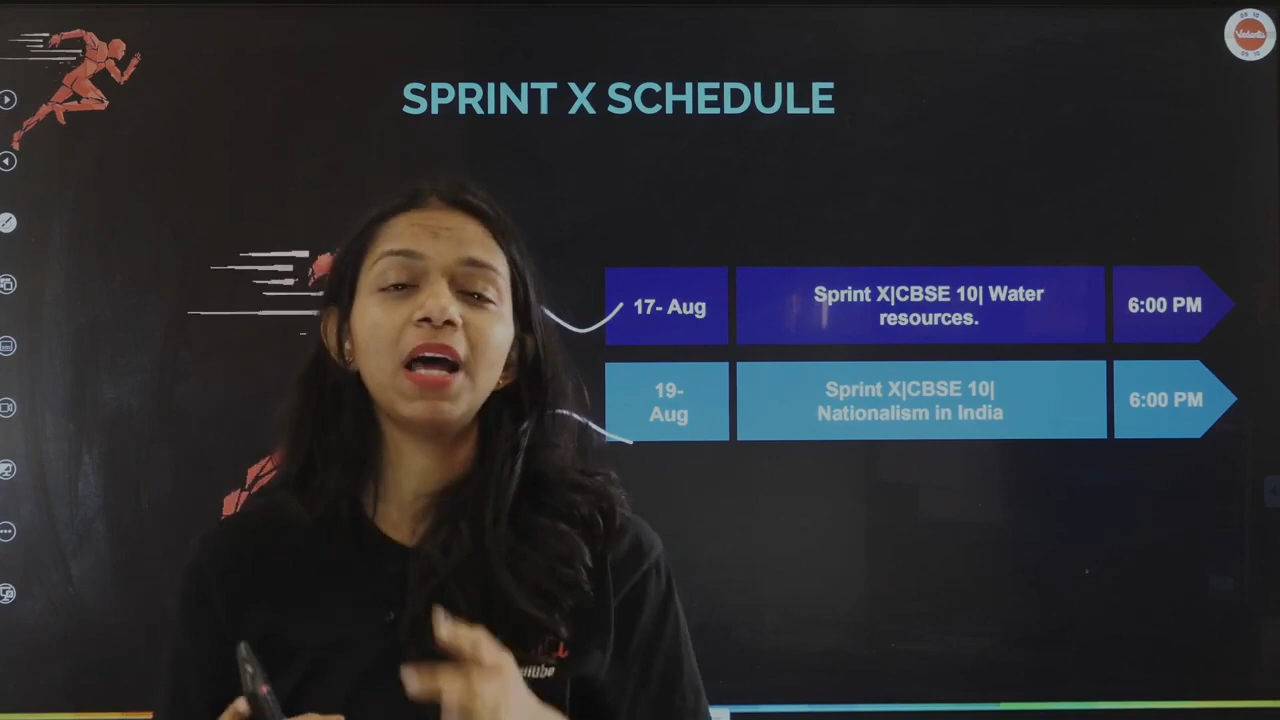 SPRINT X SCHEDULE
Vedantu
17- Aug
Sprint X|CBSE 10| Water
resources.
6:00 PM
19-
Aug
Sprint X|CBSE 10|
Nationalism in India
6:00 PM